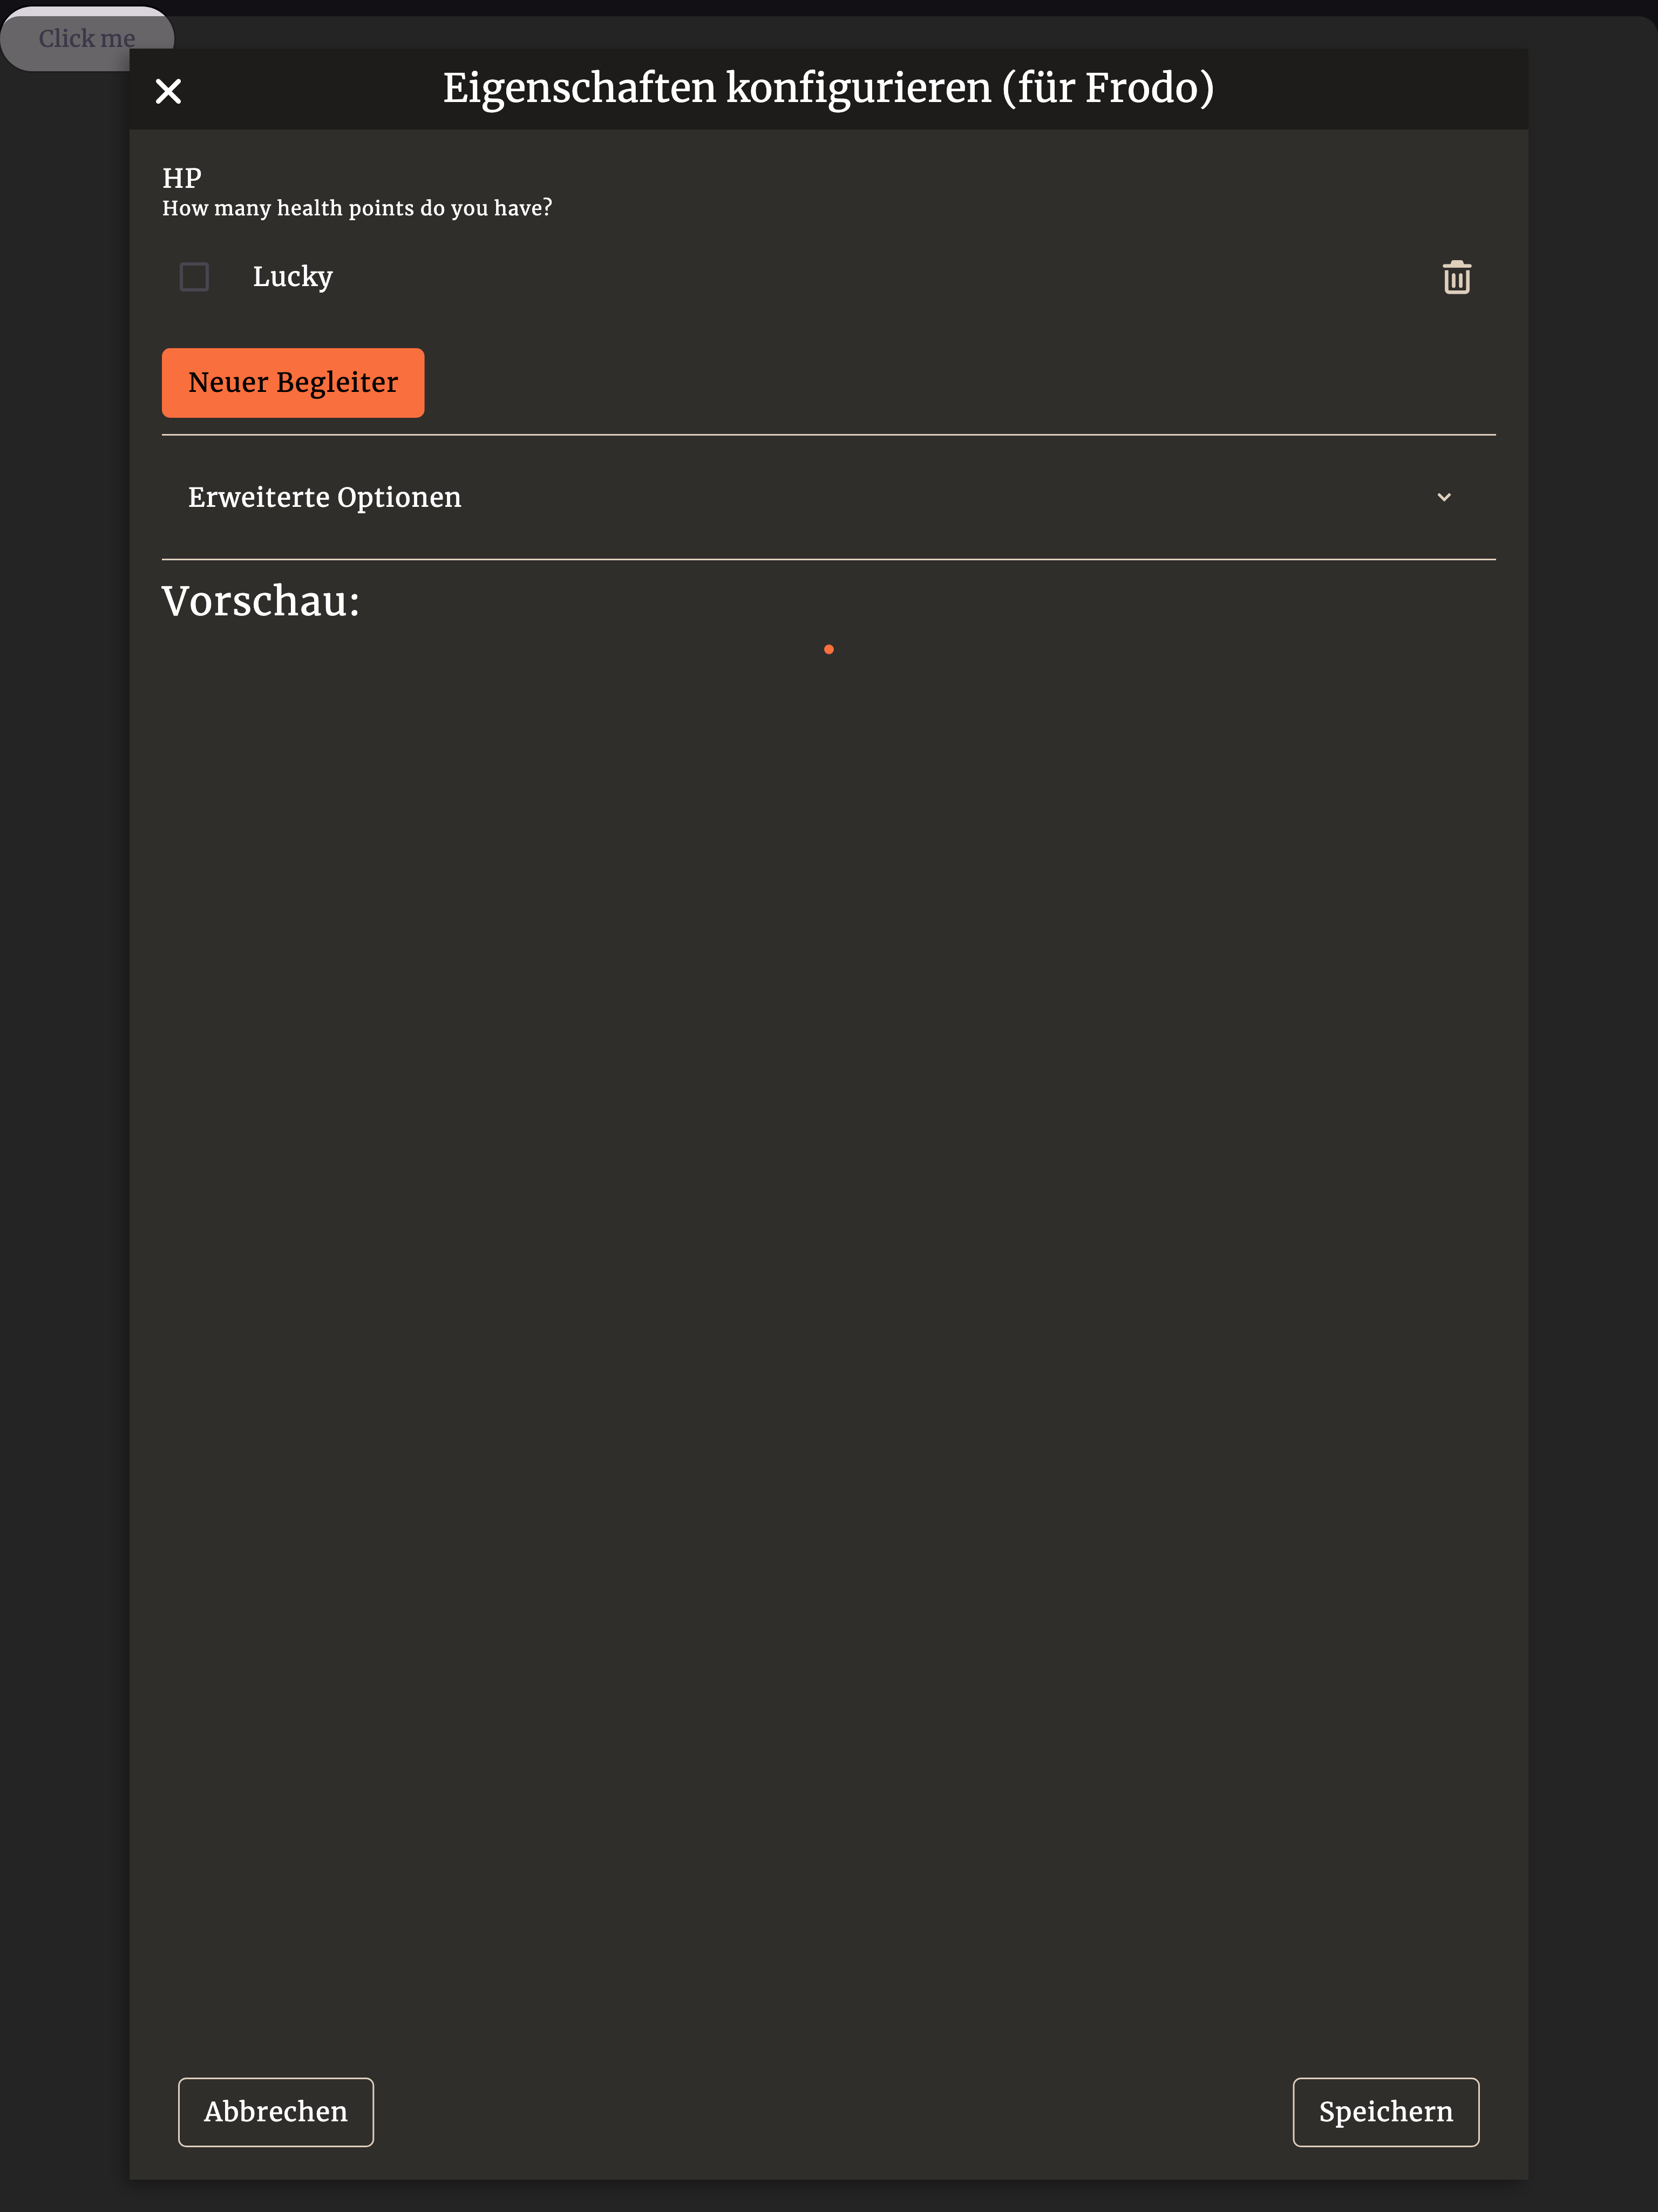 Click me
Eigenschaften konfigurieren (für Frodo)
HP
How many health points do you have?
Lucky
Neuer Begleiter
Erweiterte Optionen
Vorschau:
Abbrechen
Speichern